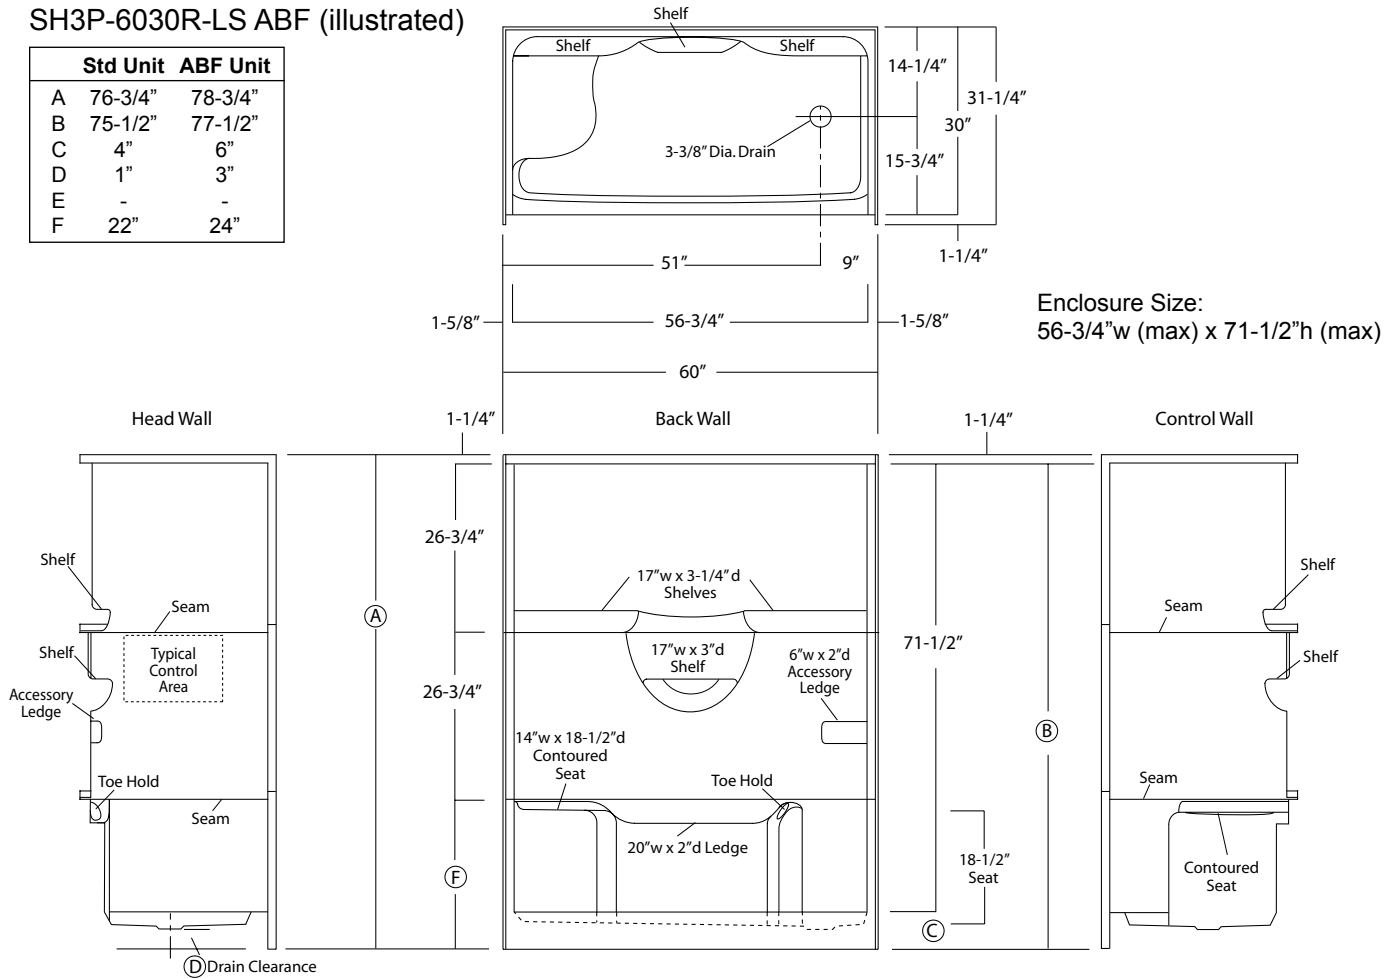 SH3P-6030R-LS ABF (illustrated)
Std Unit ABF Unit
A 76-3/4” 78-3/4”
B 75-1/2” 77-1/2”
C 4” 6”
D 1” 3”
E - -
F 22” 24”
Shelf
Shelf
Shelf
3-3/8” Dia. Drain
14-1/4”
31-1/4”
30”
15-3/4”
1-1/4”
51”
9”
1-5/8”
56-3/4”
1-5/8”
60”
Enclosure Size:
56-3/4”w (max) x 71-1/2”h (max)
Head Wall
1-1/4”
Back Wall
1-1/4”
Control Wall
Shelf
Seam
Shelf
Typical
Control
Area
Accessory
Ledge
Toe Hold
Seam
D Drain Clearance
A
26-3/4”
26-3/4”
F
17”w x 3-1/4” d
Shelves
17”w x 3”d
Shelf
6”w x 2”d
Accessory
Ledge
14”w x 18-1/2”d
Contoured
Seat
Toe Hold
20”w x 2”d Ledge
71-1/2”
B
18-1/2”
Seat
C
Shelf
Seam
Shelf
Seam
Contoured
Seat